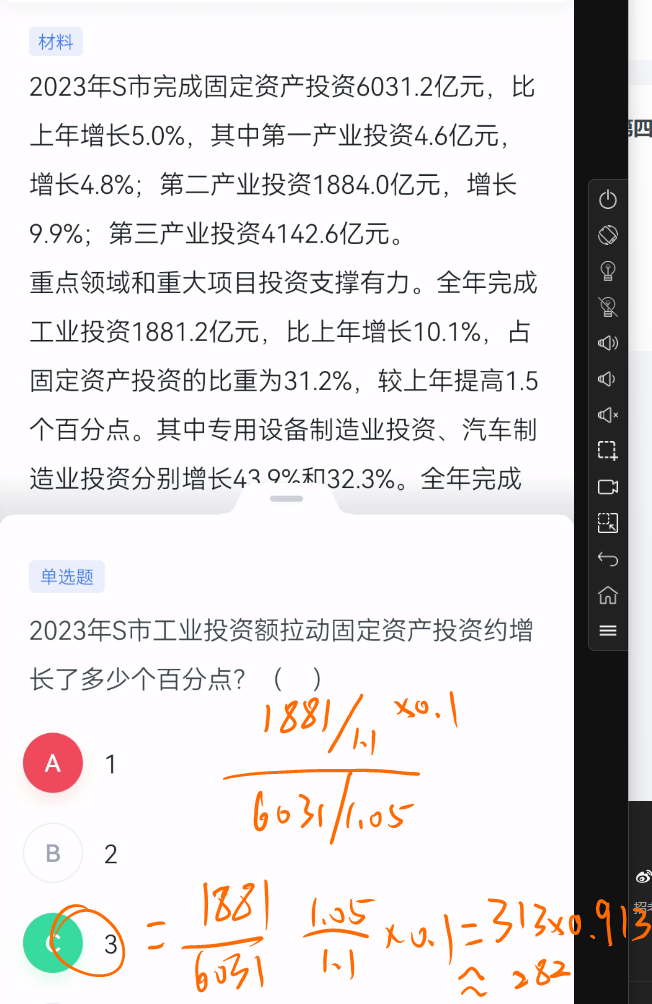 材料
2023年S市完成固定资产投资6031.2亿元，比
上年增长5.0%，其中第一产业投资4.6亿元，
增长4.8%；第二产业投资1884.0亿元，增长
9.9%；第三产业投资4142.6亿元。
重点领域和重大项目投资支撑有力。全年完成
工业投资1881.2亿元，比上年增长10.1%，占
固定资产投资的比重为31.2%，较上年提高1.5
个百分点。其中专用设备制造业投资、汽车制
造业投资分别增长43.9%和32.3%。全年完成
单选题
2023年S市工业投资额拉动固定资产投资约增
长了多少个百分点？（ ）
1881/1.1 ×0.1
6031/1.05
A 1
B 2
C 3
= 1881/6031 1.05/1.1 ×0.1 = 313×0.913
≈ 282
第四